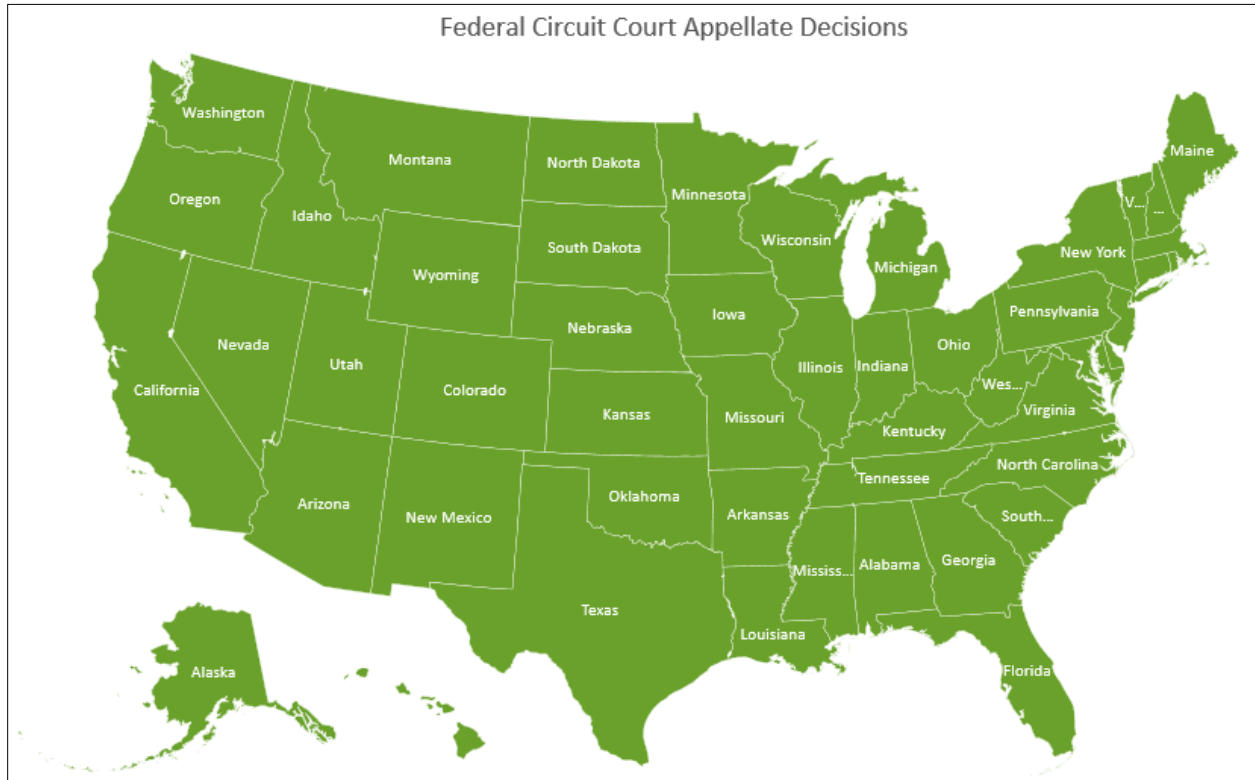 Federal Circuit Court Appellate Decisions
Washington
Montana
North Dakota
Minnesota
Maine
Oregon
Idaho
V...
...
South Dakota
Wisconsin
New York
Wyoming
Michigan
Nebraska
Iowa
Pennsylvania
Nevada
Utah
Colorado
Illinois
Indiana
Ohio
California
Wes...
Kansas
Missouri
Virginia
Kentucky
North Carolina
Tennessee
Arizona
New Mexico
Oklahoma
Arkansas
South...
Mississ...
Alabama
Georgia
Texas
Louisiana
Alaska
Florida